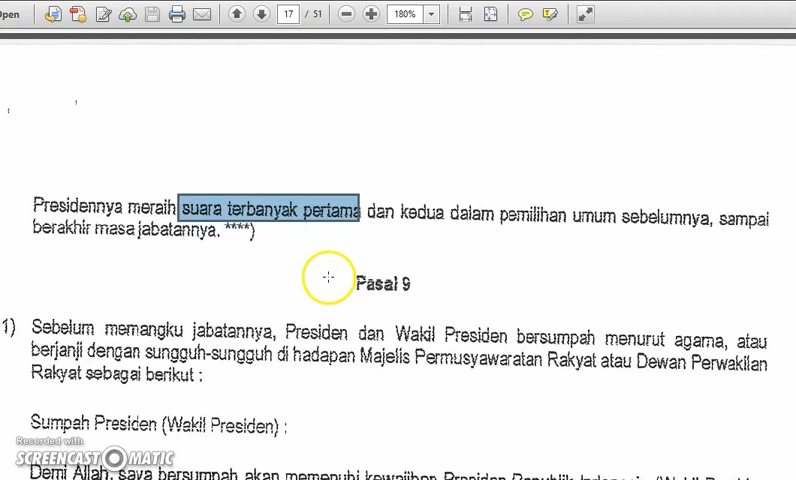 Open 17 / 51 180%
Presidennya meraih suara terbanyak pertama dan kedua dalam pemilihan umum sebelumnya, sampai
berakhir masa jabatannya. ****)
Pasal 9
1) Sebelum memangku jabatannya, Presiden dan Wakil Presiden bersumpah menurut agama, atau
berjanji dengan sungguh-sungguh di hadapan Majelis Permusyawaratan Rakyat atau Dewan Perwakilan
Rakyat sebagai berikut :
Sumpah Presiden (Wakil Presiden) :
Recorded with
SCREENCAST MATIC
Demi Allah, saya bersumpah akan memenuhi kewajiban Presiden Republik Indonesia (Wakil